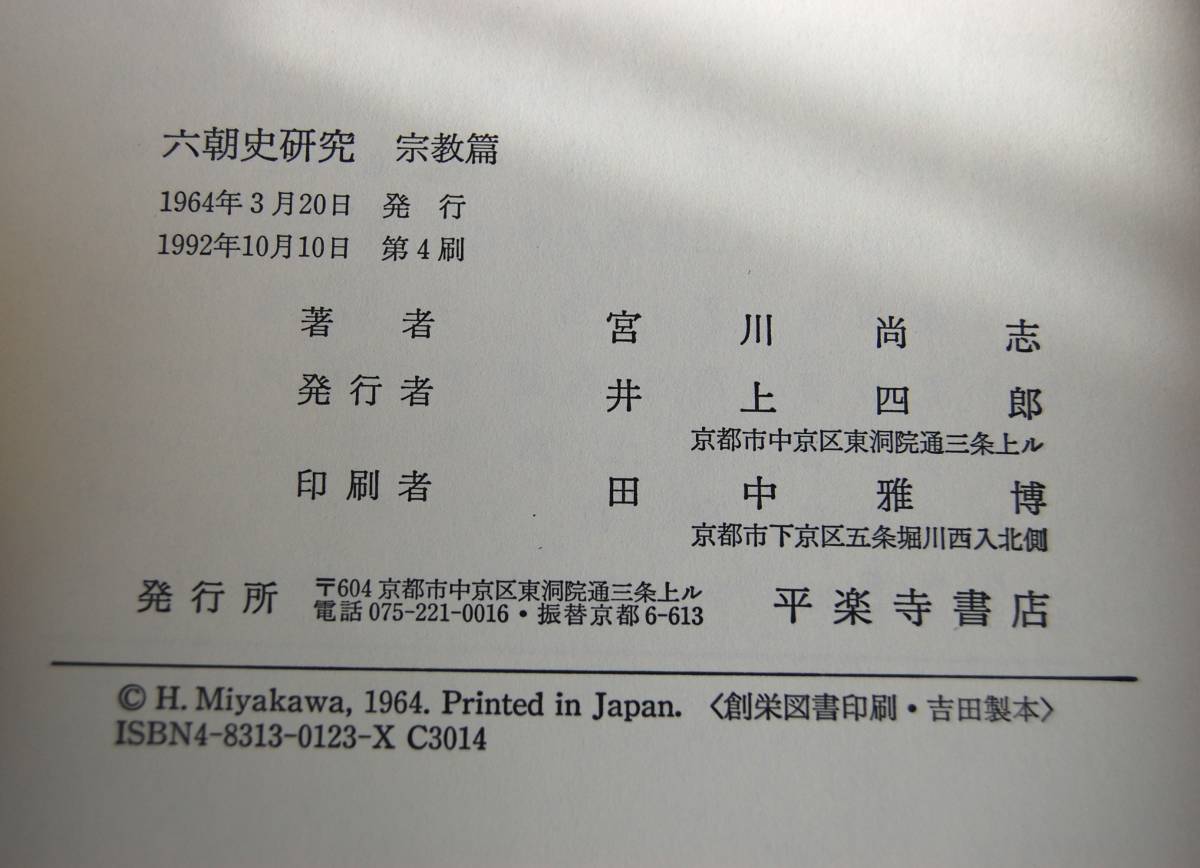 六朝史研究 宗教篇
1964年3月20日 発行
1992年10月10日 第4刷
著者 宮川尚志
発行者 井上四郎
京都市中京区東洞院通三条上ル
印刷者 田中雅博
京都市下京区五条堀川西入北側
発行所 〒604 京都市中京区東洞院通三条上ル 平楽寺書店
電話 075-221-0016・振替京都6-613
© H. Miyakawa, 1964. Printed in Japan. 〈創栄図書印刷・吉田製本〉
ISBN4-8313-0123-X C3014